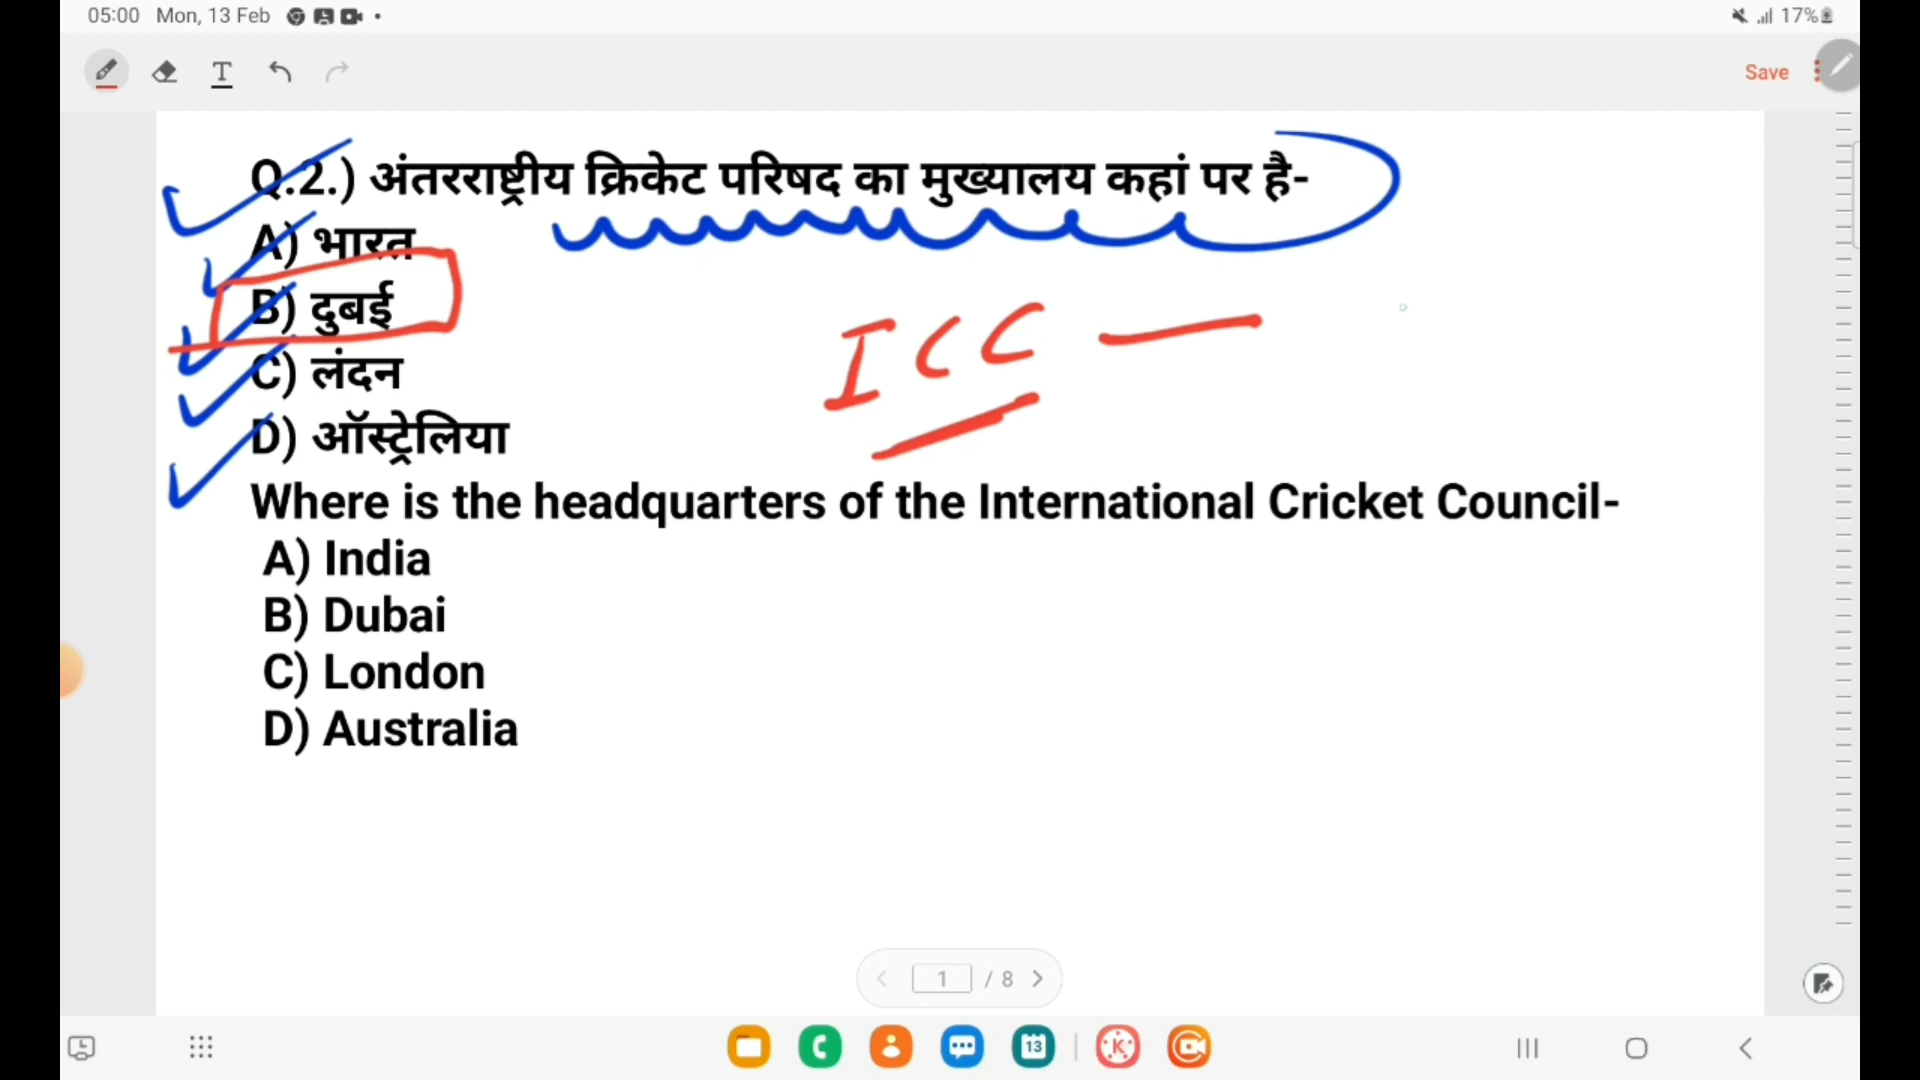 05:00 Mon, 13 Feb
17%
T
Save
Q.2.) अंतरराष्ट्रीय क्रिकेट परिषद का मुख्यालय कहां पर है-
A) भारत
B) दुबई
C) लंदन
D) ऑस्ट्रेलिया
ICC —
Where is the headquarters of the International Cricket Council-
A) India
B) Dubai
C) London
D) Australia
1 / 8
13
K